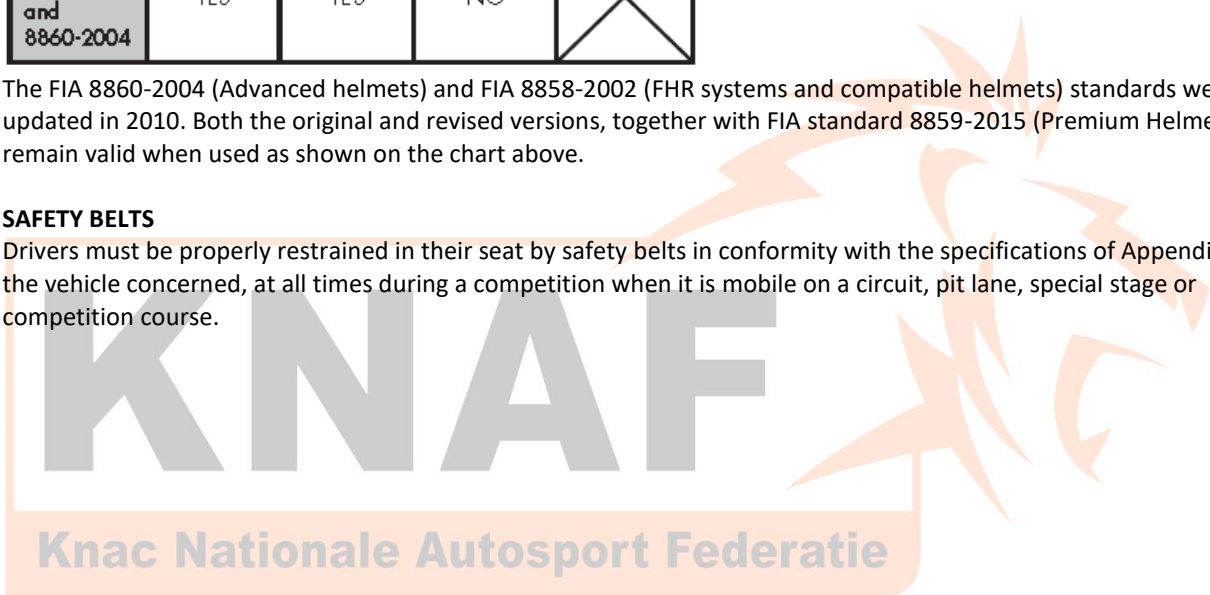 and YES YES NO
8860-2004
The FIA 8860-2004 (Advanced helmets) and FIA 8858-2002 (FHR systems and compatible helmets) standards we
updated in 2010. Both the original and revised versions, together with FIA standard 8859-2015 (Premium Helme
remain valid when used as shown on the chart above.
SAFETY BELTS
Drivers must be properly restrained in their seat by safety belts in conformity with the specifications of Appendi
the vehicle concerned, at all times during a competition when it is mobile on a circuit, pit lane, special stage or
competition course.
KNAF
Knac Nationale Autosport Federatie